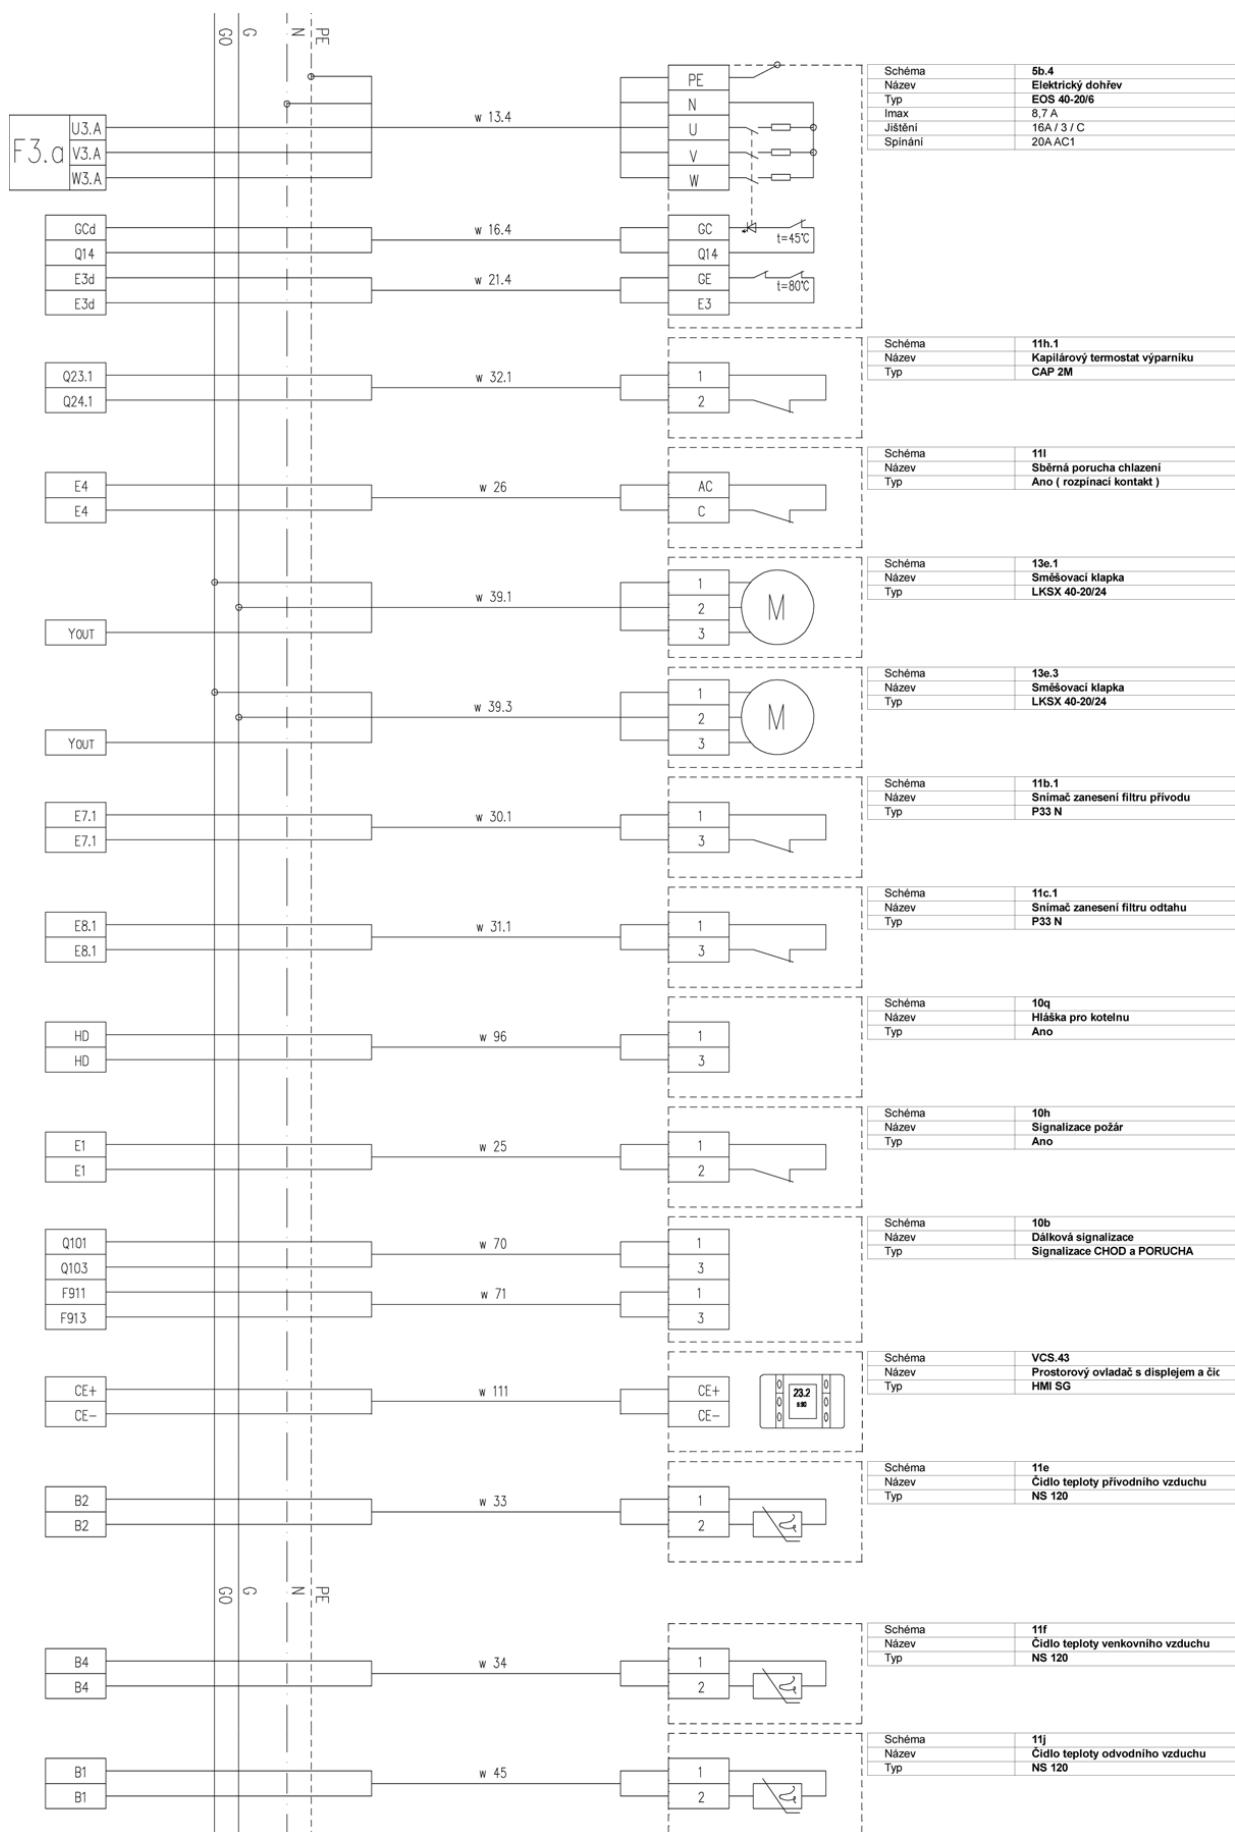 G0 G N PE
F3.a
U3.A
V3.A
W3.A
w 13.4
PE
N
U
V
W
Schéma 5b.4
Název Elektrický dohřev
Typ EOS 40-20/6
Imax 8,7 A
Jištění 16A / 3 / C
Spínání 20A AC1
GCd
Q14
w 16.4
GC
Q14
t=45°C
E3d
E3d
w 21.4
GE
E3
t=80°C
Q23.1
Q24.1
w 32.1
1
2
Schéma 11h.1
Název Kapilárový termostat výparníku
Typ CAP 2M
E4
E4
w 26
AC
C
Schéma 11l
Název Sběrná porucha chlazení
Typ Ano ( rozpínací kontakt )
YOUT
w 39.1
1
2
3
M
Schéma 13e.1
Název Směšovací klapka
Typ LKSX 40-20/24
YOUT
w 39.3
1
2
3
M
Schéma 13e.3
Název Směšovací klapka
Typ LKSX 40-20/24
E7.1
E7.1
w 30.1
1
3
Schéma 11b.1
Název Snímač zanesení filtru přívodu
Typ P33 N
E8.1
E8.1
w 31.1
1
3
Schéma 11c.1
Název Snímač zanesení filtru odtahu
Typ P33 N
HD
HD
w 96
1
3
Schéma 10q
Název Hláška pro kotelnu
Typ Ano
E1
E1
w 25
1
2
Schéma 10h
Název Signalizace požár
Typ Ano
Q101
Q103
w 70
1
3
F911
F913
w 71
1
3
Schéma 10b
Název Dálková signalizace
Typ Signalizace CHOD a PORUCHA
CE+
CE-
w 111
CE+
CE-
23.2
Schéma VCS.43
Název Prostorový ovladač s displejem a čic
Typ HMI SG
B2
B2
w 33
1
2
Schéma 11e
Název Čidlo teploty přívodního vzduchu
Typ NS 120
G0 G N PE
B4
B4
w 34
1
2
Schéma 11f
Název Čidlo teploty venkovního vzduchu
Typ NS 120
B1
B1
w 45
1
2
Schéma 11j
Název Čidlo teploty odvodního vzduchu
Typ NS 120